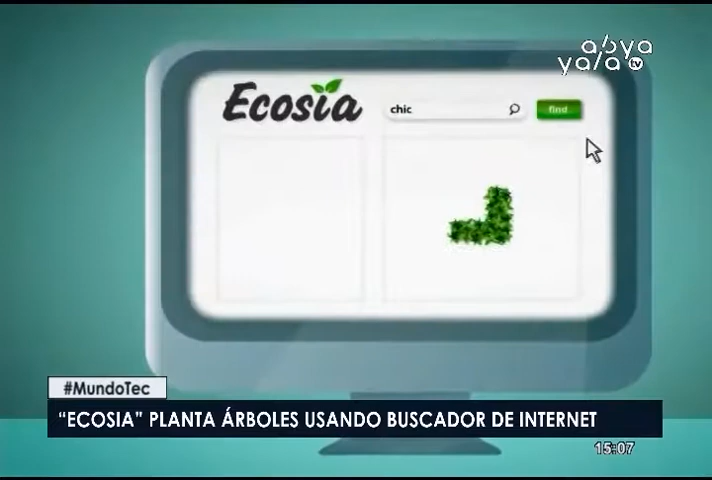 abya
yala tv
Ecosia
chic
find
#MundoTec
“ECOSIA” PLANTA ÁRBOLES USANDO BUSCADOR DE INTERNET
15:07